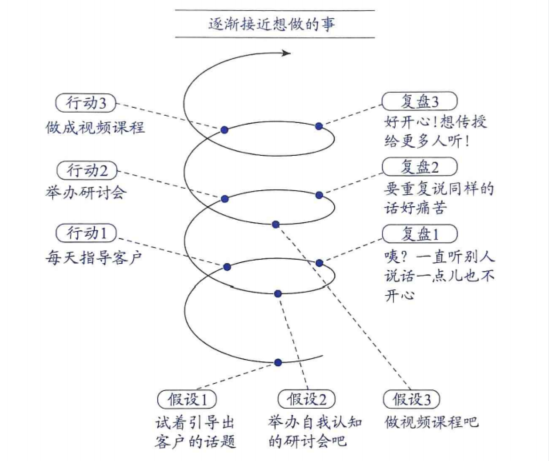 逐渐接近想做的事
行动3
做成视频课程
复盘3
好开心！想传授
给更多人听！
行动2
举办研讨会
复盘2
要重复说同样的
话好痛苦
行动1
每天指导客户
复盘1
咦？一直听别人
说话一点儿也不
开心
假设1
试着引导出
客户的话题
假设2
举办自我认知
的研讨会吧
假设3
做视频课程吧